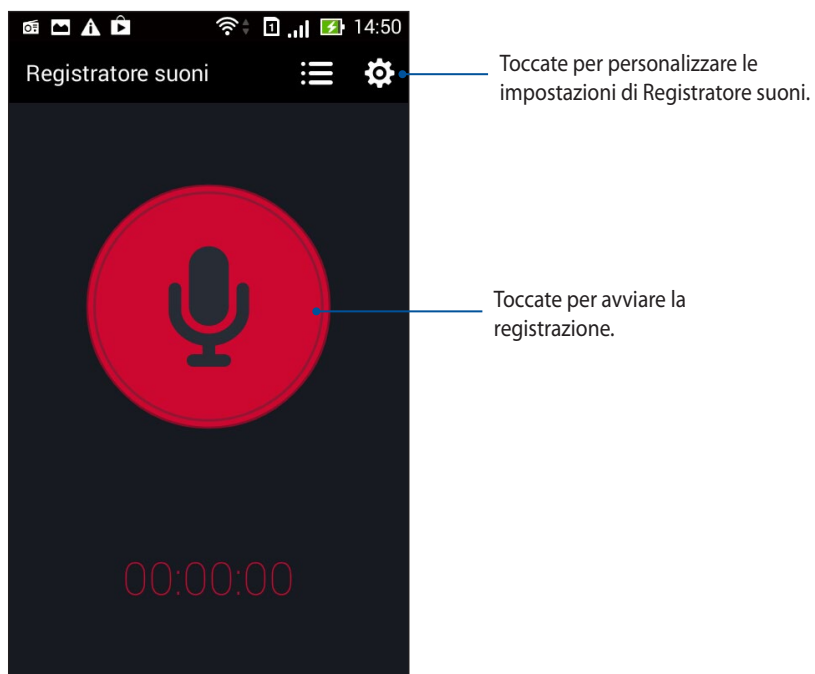 14:50
Registratore suoni
Toccate per personalizzare le
impostazioni di Registratore suoni.
Toccate per avviare la
registrazione.
00:00:00